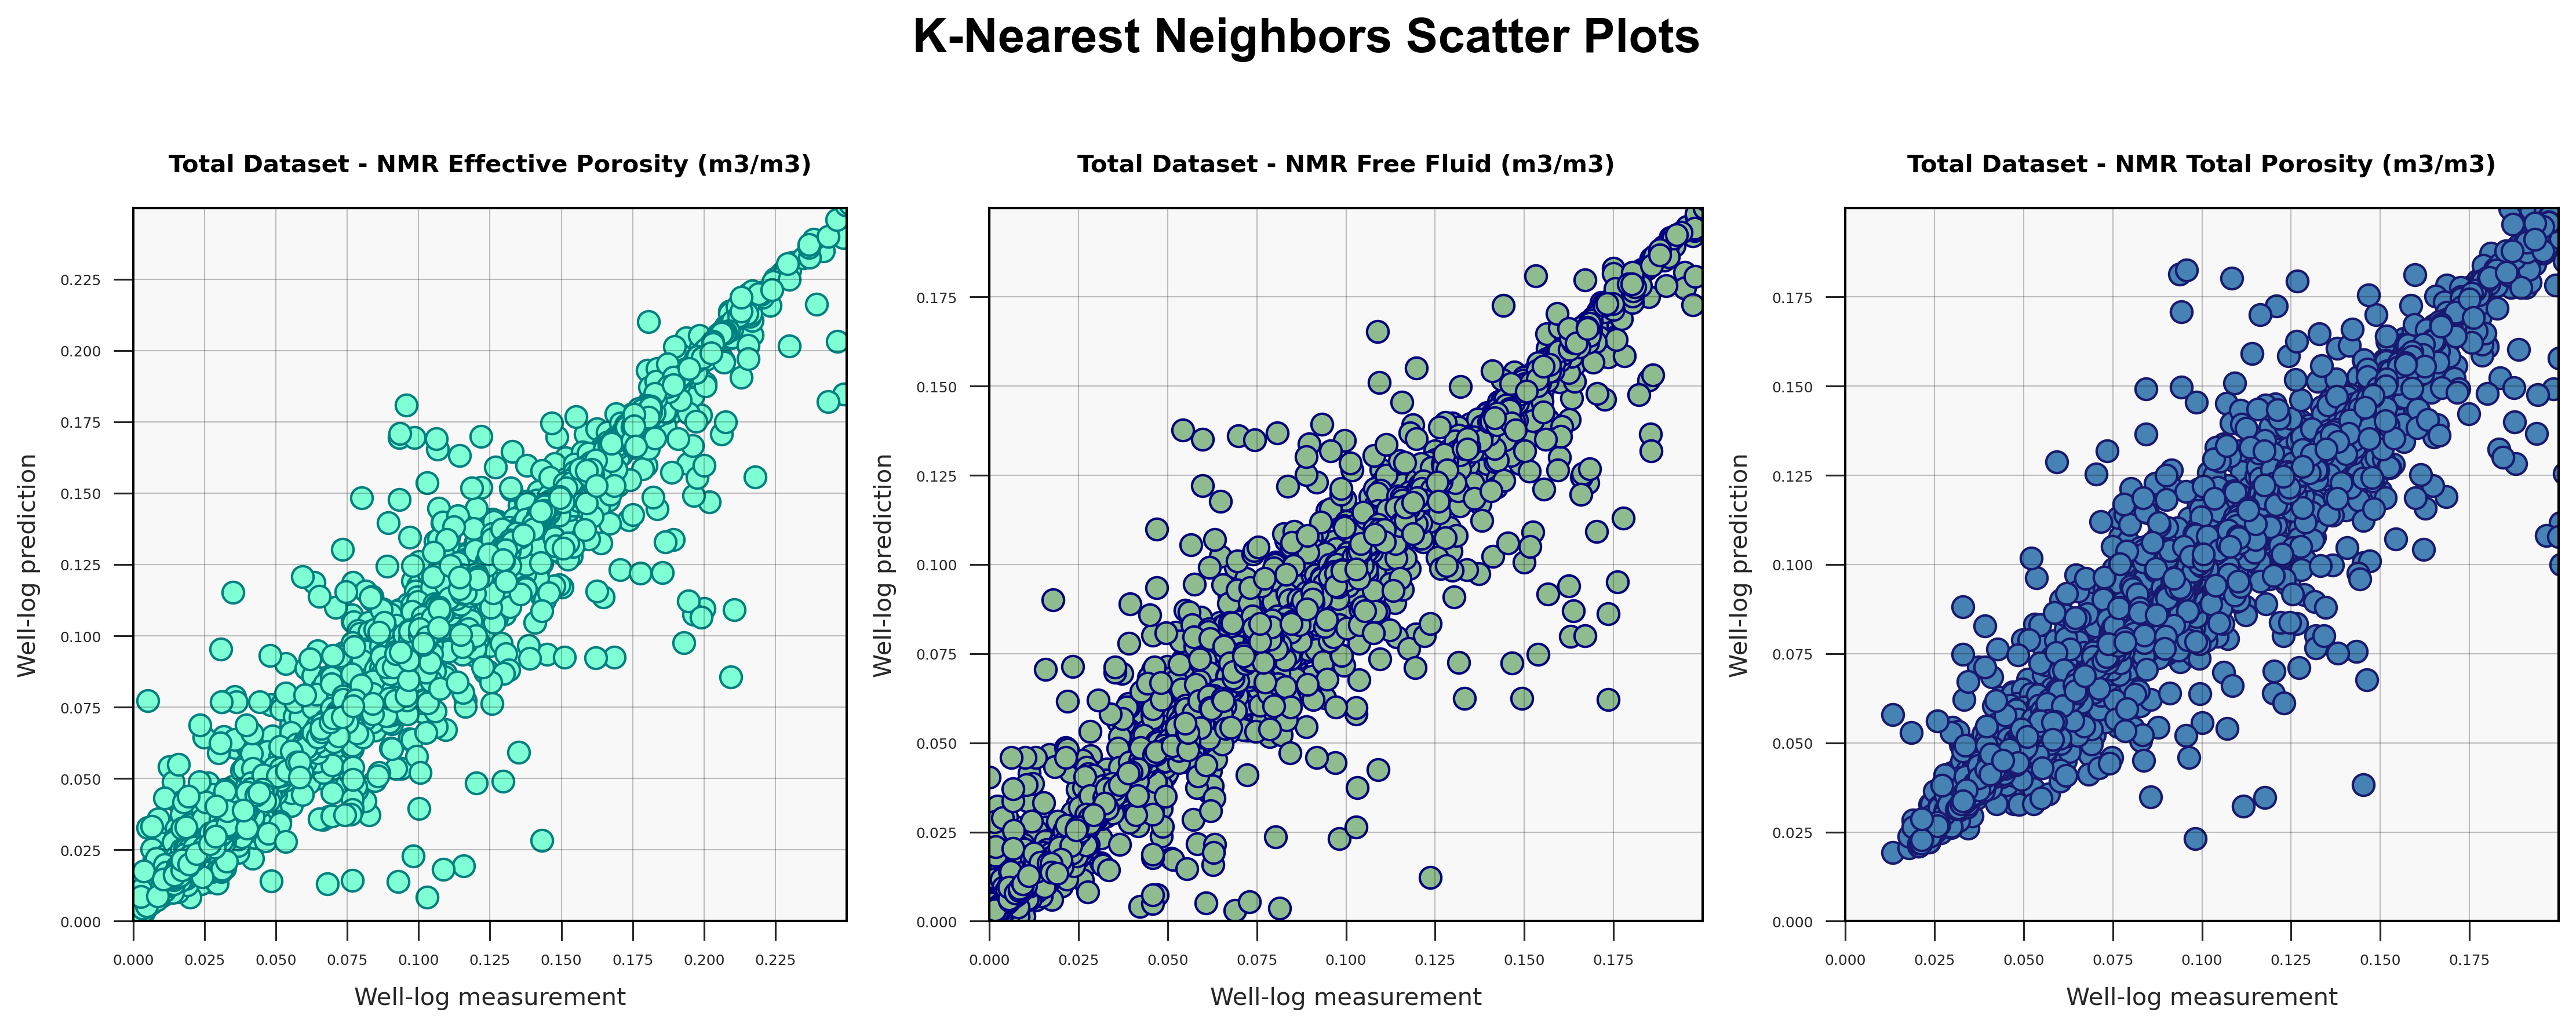 K-Nearest Neighbors Scatter Plots
Total Dataset - NMR Effective Porosity (m3/m3)
Well-log prediction
0.225
0.200
0.175
0.150
0.125
0.100
0.075
0.050
0.025
0.000
0.000 0.025 0.050 0.075 0.100 0.125 0.150 0.175 0.200 0.225
Well-log measurement
Total Dataset - NMR Free Fluid (m3/m3)
Well-log prediction
0.175
0.150
0.125
0.100
0.075
0.050
0.025
0.000
0.000 0.025 0.050 0.075 0.100 0.125 0.150 0.175
Well-log measurement
Total Dataset - NMR Total Porosity (m3/m3)
Well-log prediction
0.175
0.150
0.125
0.100
0.075
0.050
0.025
0.000
0.000 0.025 0.050 0.075 0.100 0.125 0.150 0.175
Well-log measurement